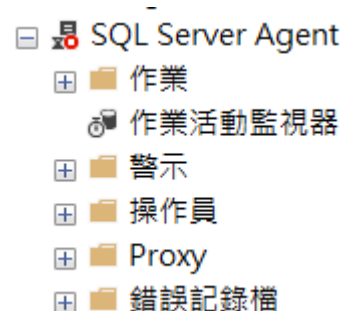 SQL Server Agent
作業
作業活動監視器
警示
操作員
Proxy
錯誤記錄檔